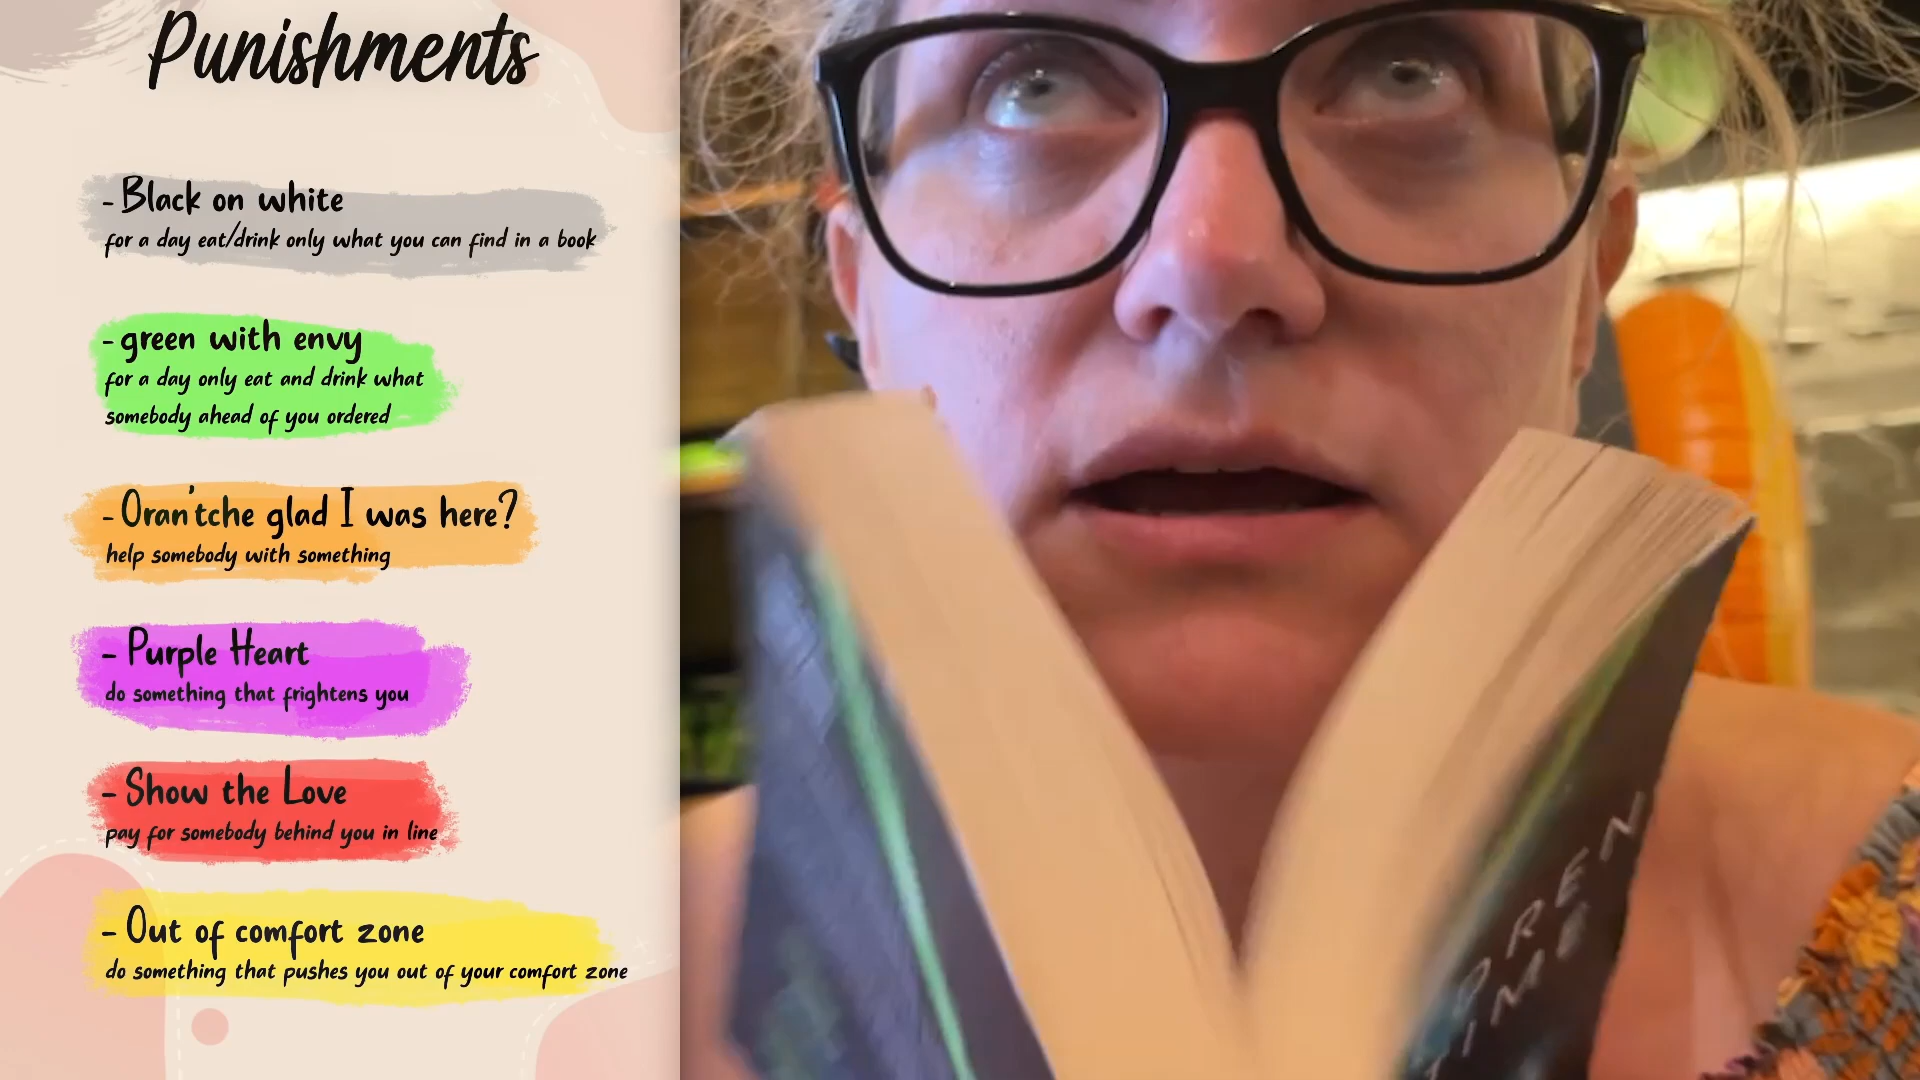 Punishments
- Black on white
for a day eat/drink only what you can find in a book
- green with envy
for a day only eat and drink what
somebody ahead of you ordered
- Oran'tche glad I was here?
help somebody with something
- Purple Heart
do something that frightens you
- Show the Love
pay for somebody behind you in line
- Out of comfort zone
do something that pushes you out of your comfort zone